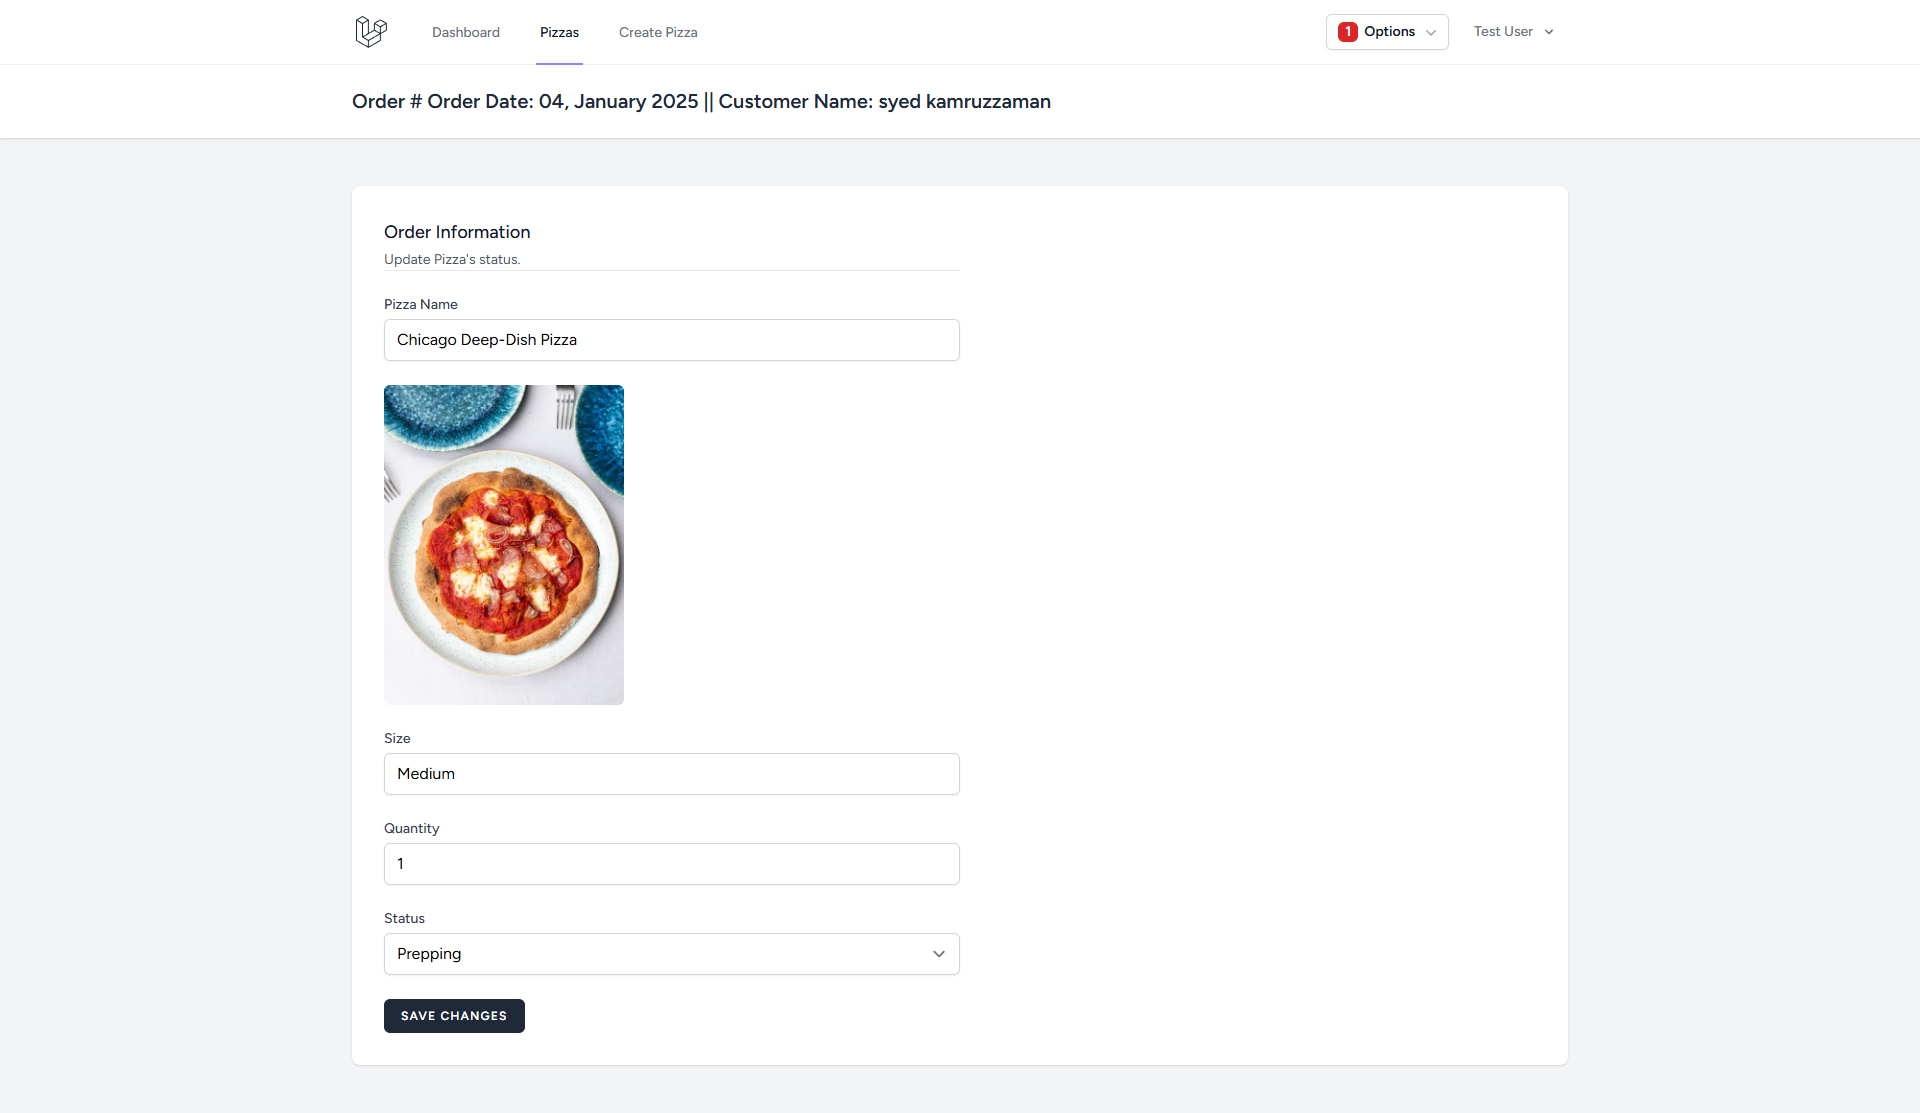 Dashboard
Pizzas
Create Pizza
1 Options
Test User
Order # Order Date: 04, January 2025 || Customer Name: syed kamruzzaman
Order Information
Update Pizza's status.
Pizza Name
Chicago Deep-Dish Pizza
Size
Medium
Quantity
1
Status
Prepping
SAVE CHANGES